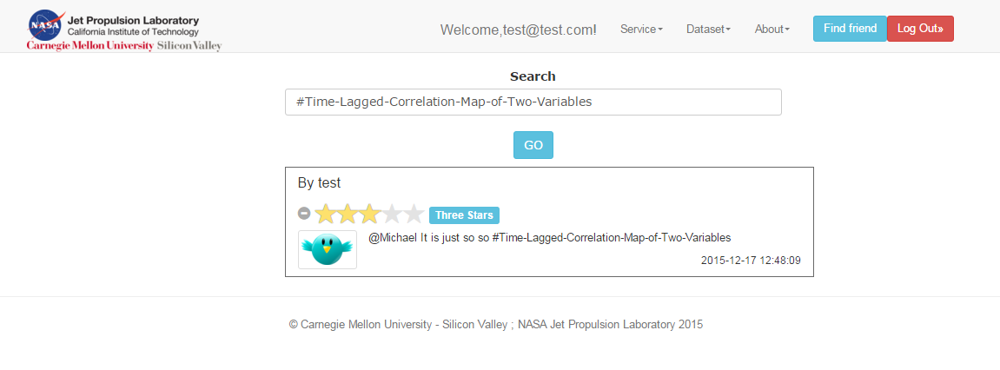 NASA
Jet Propulsion Laboratory
California Institute of Technology
Carnegie Mellon University Silicon Valley
Welcome,test@test.com!
Service
Dataset
About
Find friend
Log Out»
Search
#Time-Lagged-Correlation-Map-of-Two-Variables
GO
By test
Three Stars
@Michael It is just so so #Time-Lagged-Correlation-Map-of-Two-Variables
2015-12-17 12:48:09
© Carnegie Mellon University - Silicon Valley ; NASA Jet Propulsion Laboratory 2015